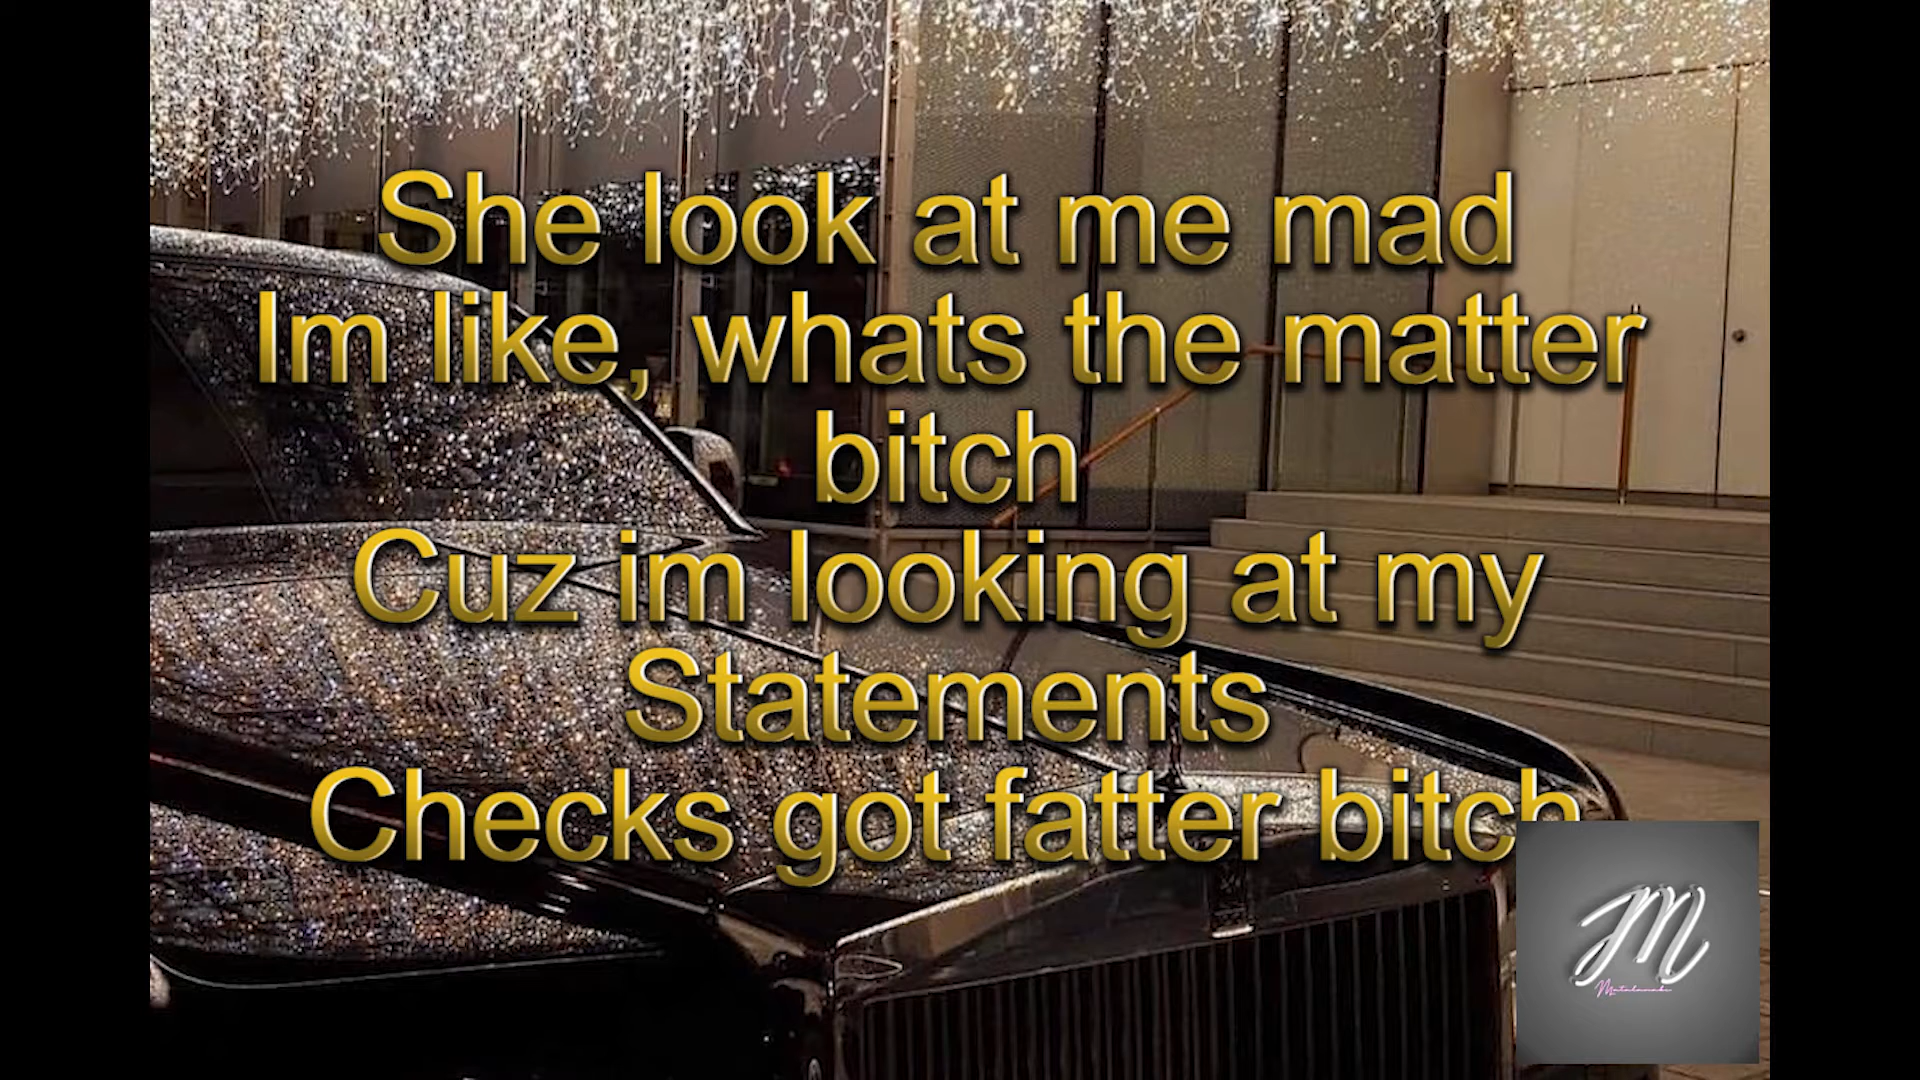 She look at me mad
Im like, whats the matter
bitch
Cuz im looking at my
Statements
Checks got fatter bitch
M